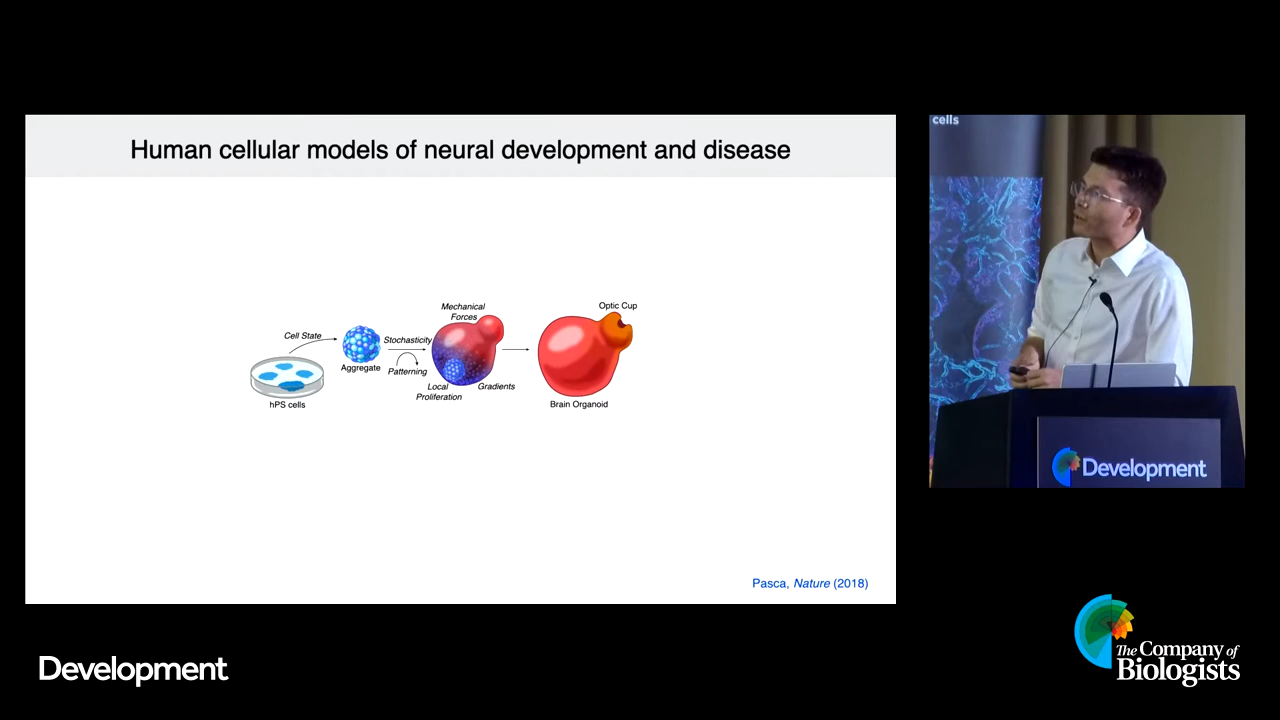 Human cellular models of neural development and disease
cells
Mechanical
Forces
Optic Cup
Cell State
Stochasticity
Aggregate
Patterning
Local
Proliferation
Gradients
hPS cells
Brain Organoid
Pasca, Nature (2018)
Development
Development
The Company of
Biologists